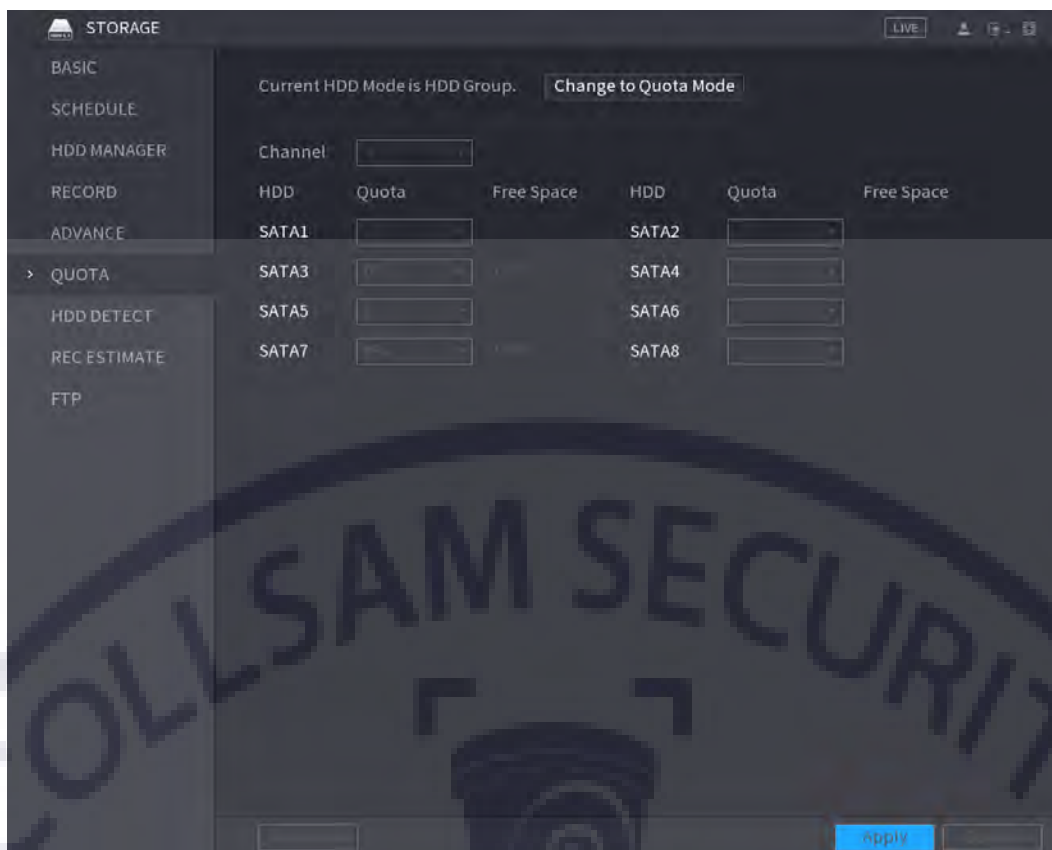 STORAGE
LIVE
BASIC
SCHEDULE
HDD MANAGER
RECORD
ADVANCE
QUOTA
HDD DETECT
REC ESTIMATE
FTP
Current HDD Mode is HDD Group. Change to Quota Mode
Channel
HDD Quota Free Space HDD Quota Free Space
SATA1 SATA2
SATA3 SATA4
SATA5 SATA6
SATA7 SATA8
OLLSAM SECURIT
Apply